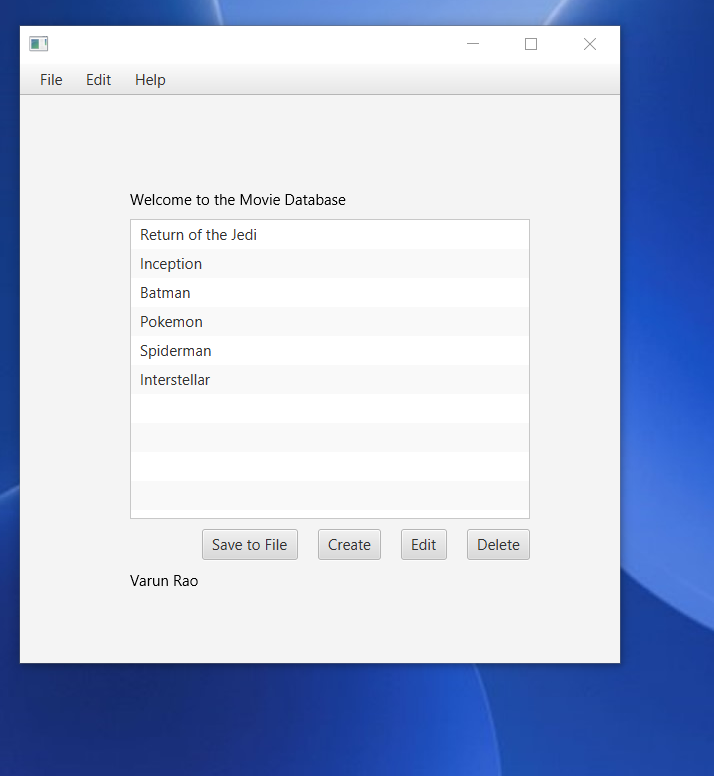 File Edit Help
Welcome to the Movie Database
Return of the Jedi
Inception
Batman
Pokemon
Spiderman
Interstellar
Save to File Create Edit Delete
Varun Rao